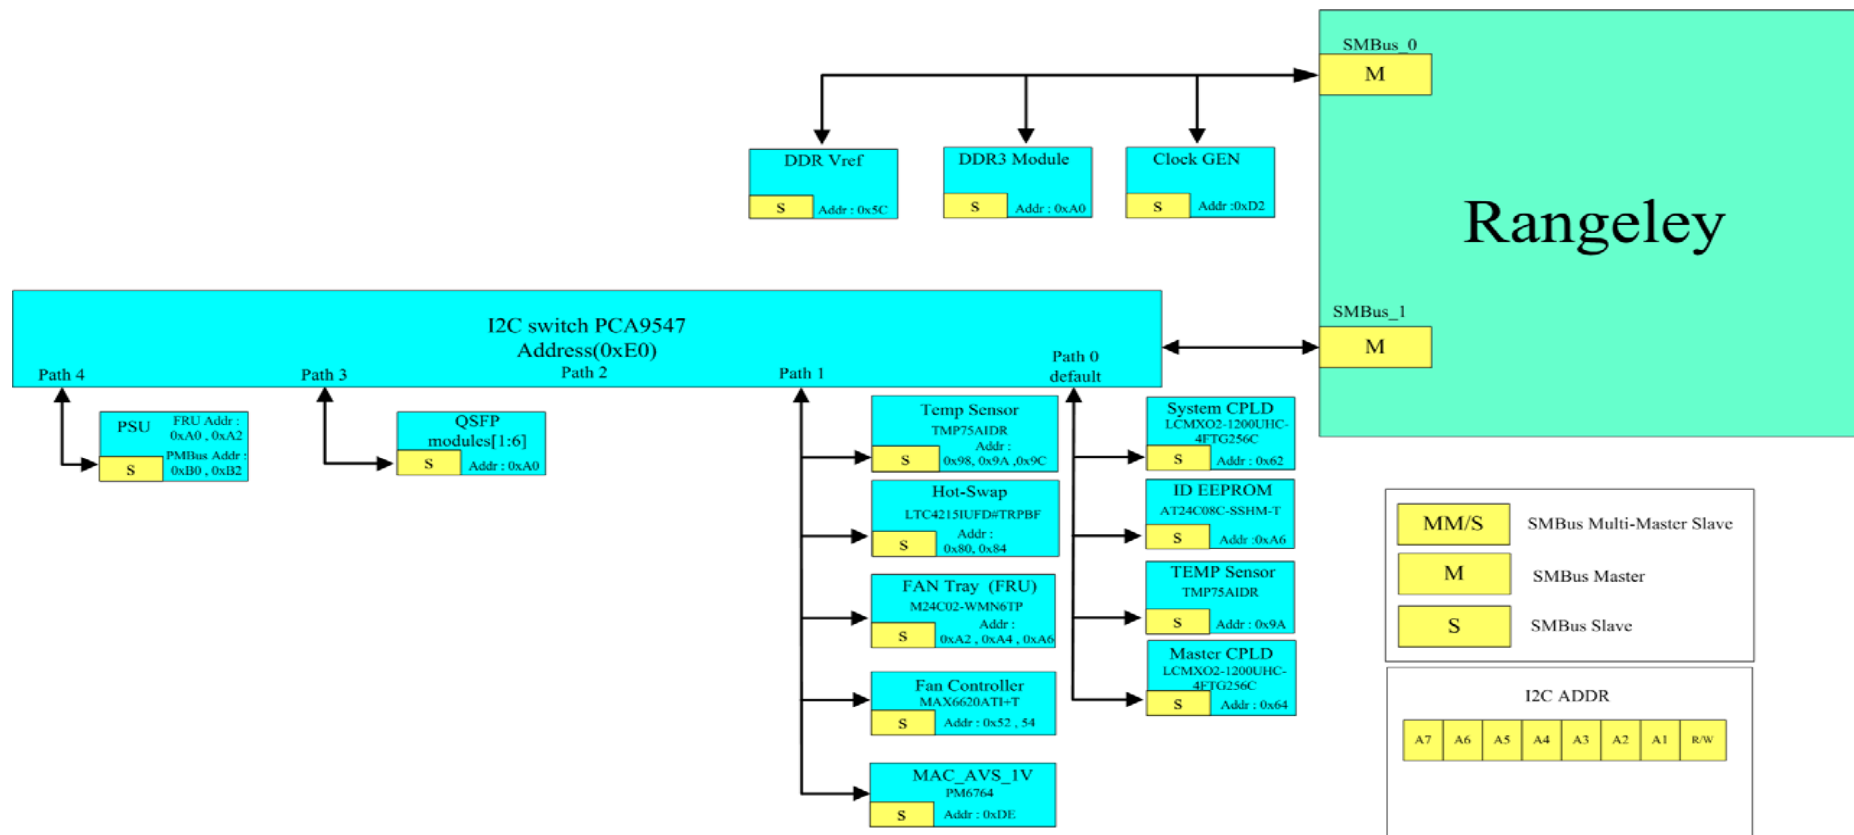 SMBus_0
M
Rangeley
SMBus_1
M
DDR Vref
S
Addr : 0x5C
DDR3 Module
S
Addr : 0xA0
Clock GEN
S
Addr :0xD2
I2C switch PCA9547
Address(0xE0)
Path 4
Path 3
Path 2
Path 1
Path 0
default
PSU
FRU Addr :
0xA0 , 0xA2
PMBus Addr :
0xB0 , 0xB2
S
QSFP
modules[1:6]
S
Addr : 0xA0
Temp Sensor
TMP75AIDR
Addr :
0x98, 0x9A ,0x9C
S
Hot-Swap
LTC4215IUFD#TRPBF
Addr :
0x80, 0x84
S
FAN Tray (FRU)
M24C02-WMN6TP
Addr :
0xA2 , 0xA4 , 0xA6
S
Fan Controller
MAX6620ATI+T
S
Addr : 0x52 , 54
MAC_AVS_1V
PM6764
S
Addr : 0xDE
System CPLD
LCMXO2-1200UHC-
4FTG256C
S
Addr : 0x62
ID EEPROM
AT24C08C-SSHM-T
S
Addr :0xA6
TEMP Sensor
TMP75AIDR
S
Addr : 0x9A
Master CPLD
LCMXO2-1200UHC-
4FTG256C
S
Addr : 0x64
MM/S
SMBus Multi-Master Slave
M
SMBus Master
S
SMBus Slave
I2C ADDR
A7 A6 A5 A4 A3 A2 A1 R/W